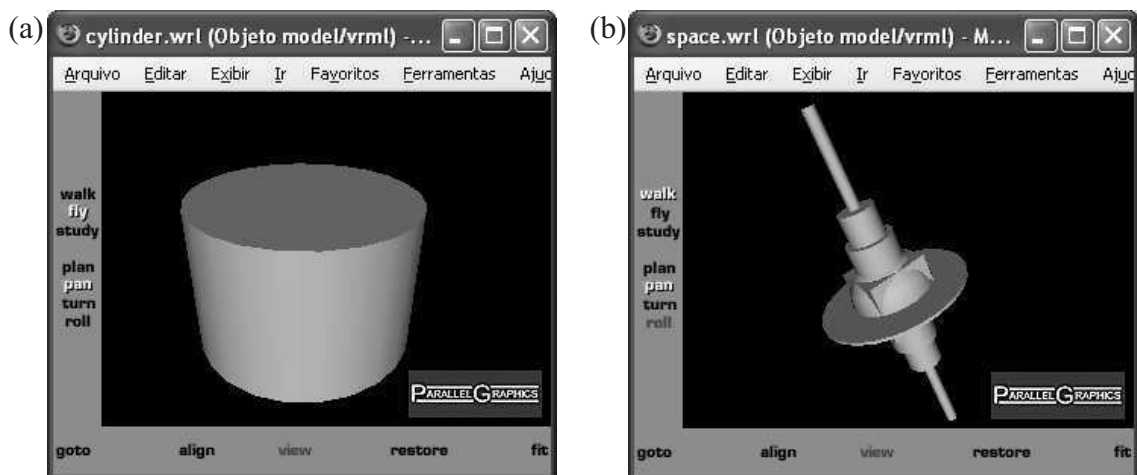 (a) cylinder.wrl (Objeto model/vrml) -...
Arquivo Editar Exibir Ir Favoritos Ferramentas Ajuc
walk
fly
study
plan
pan
turn
roll
PARALLELGRAPHICS
goto align view restore fit
(b) space.wrl (Objeto model/vrml) - M...
Arquivo Editar Exibir Ir Favoritos Ferramentas Ajuc
walk
fly
study
plan
pan
turn
roll
PARALLELGRAPHICS
goto align view restore fit